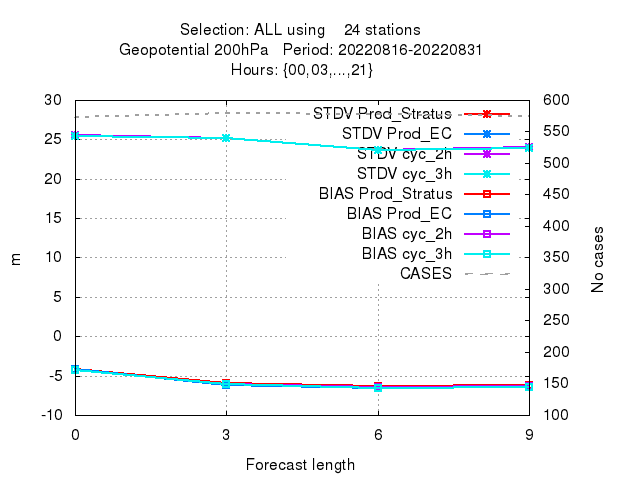 Selection: ALL using    24 stations
Geopotential 200hPa   Period: 20220816-20220831
Hours: {00,03,...,21}
30
25
20
15
10
5
0
-5
-10
m
600
550
500
450
400
350
300
250
200
150
100
No cases
STDV Prod_Stratus
STDV Prod_EC
STDV cyc_2h
STDV cyc_3h
BIAS Prod_Stratus
BIAS Prod_EC
BIAS cyc_2h
BIAS cyc_3h
CASES
0 3 6 9
Forecast length